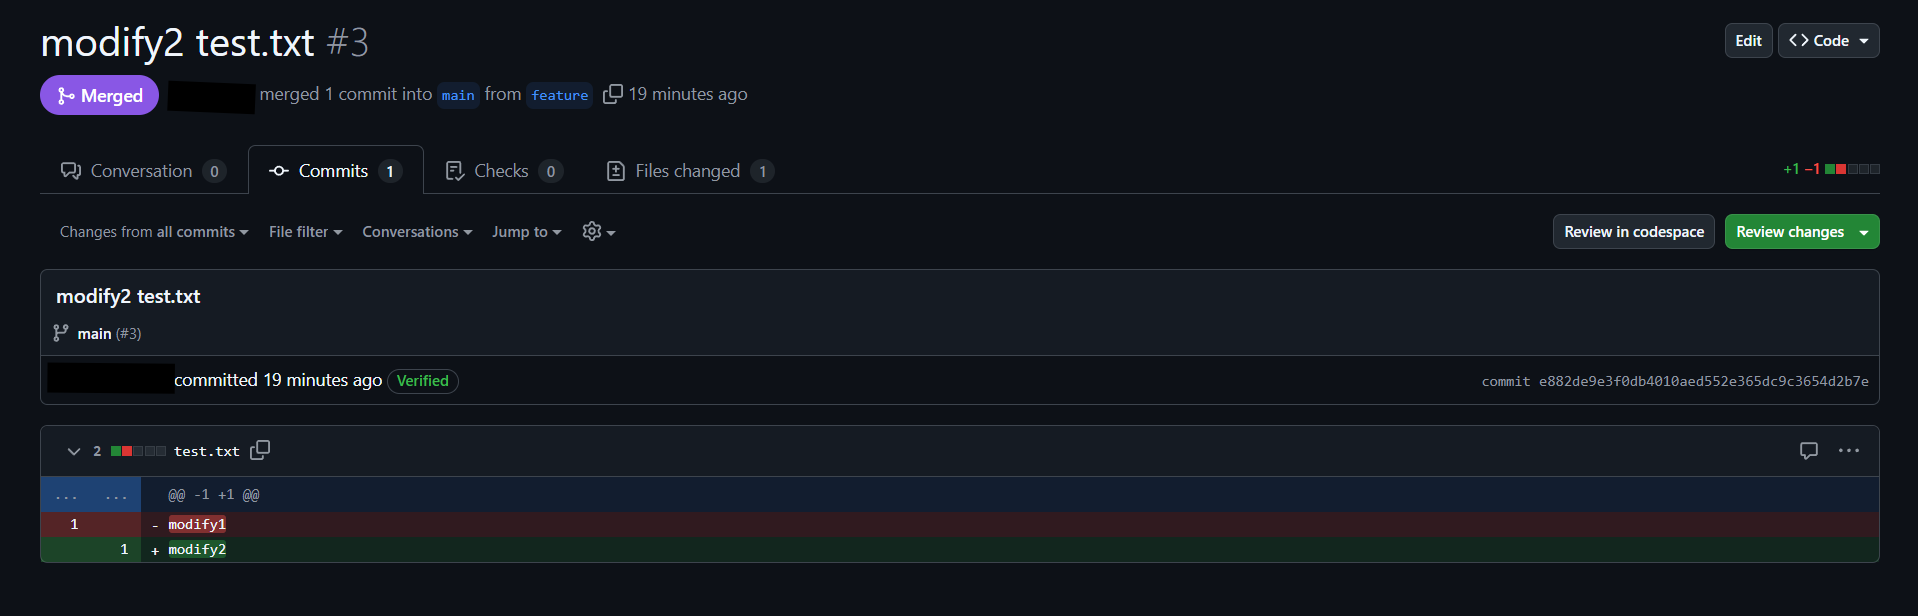 modify2 test.txt #3
Edit
Code
Merged
merged 1 commit into main from feature 19 minutes ago
Conversation 0
Commits 1
Checks 0
Files changed 1
+1 −1
Changes from all commits
File filter
Conversations
Jump to
Review in codespace
Review changes
modify2 test.txt
main (#3)
committed 19 minutes ago Verified
commit e882de9e3f0db4010aed552e365dc9c3654d2b7e
2 test.txt
... ... @@ -1 +1 @@
1 - modify1
1 + modify2